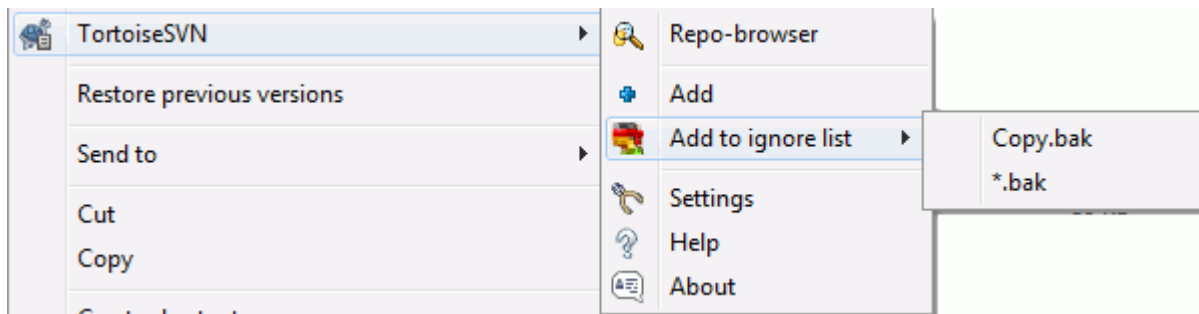 TortoiseSVN
Restore previous versions
Send to
Cut
Copy
Repo-browser
Add
Add to ignore list
Settings
Help
About
Copy.bak
*.bak